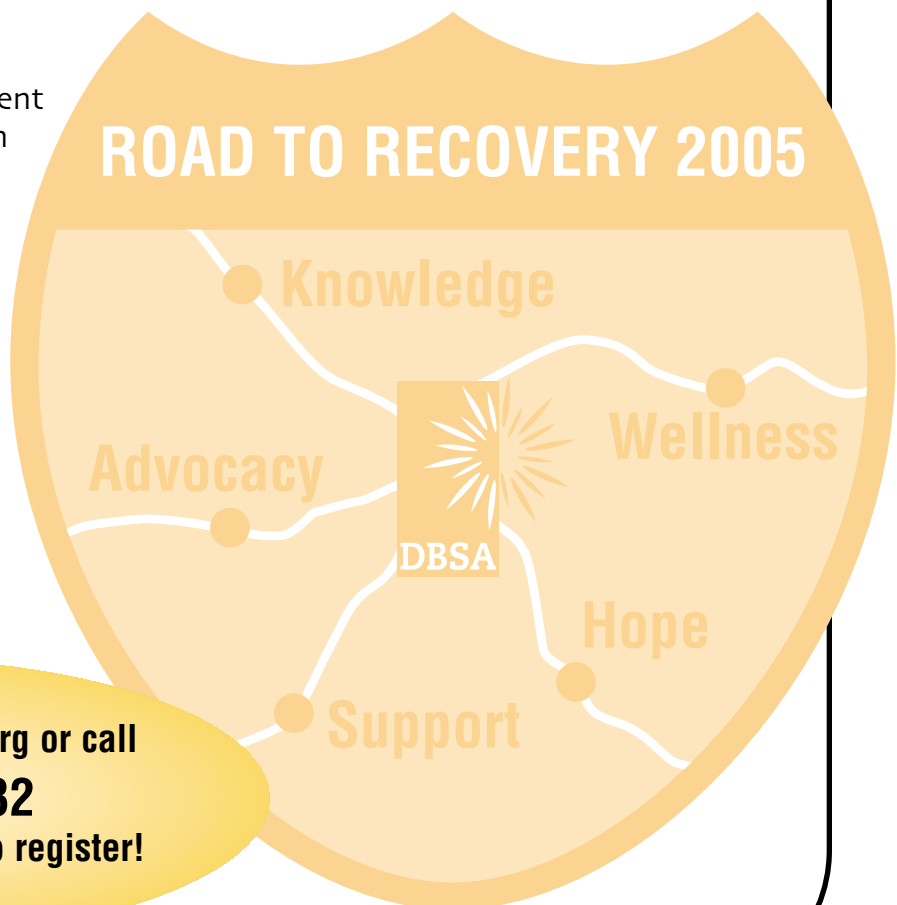 ent
n
ROAD TO RECOVERY 2005
Knowledge
Wellness
Advocacy
DBSA
Hope
Support
rg or call
32
o register!